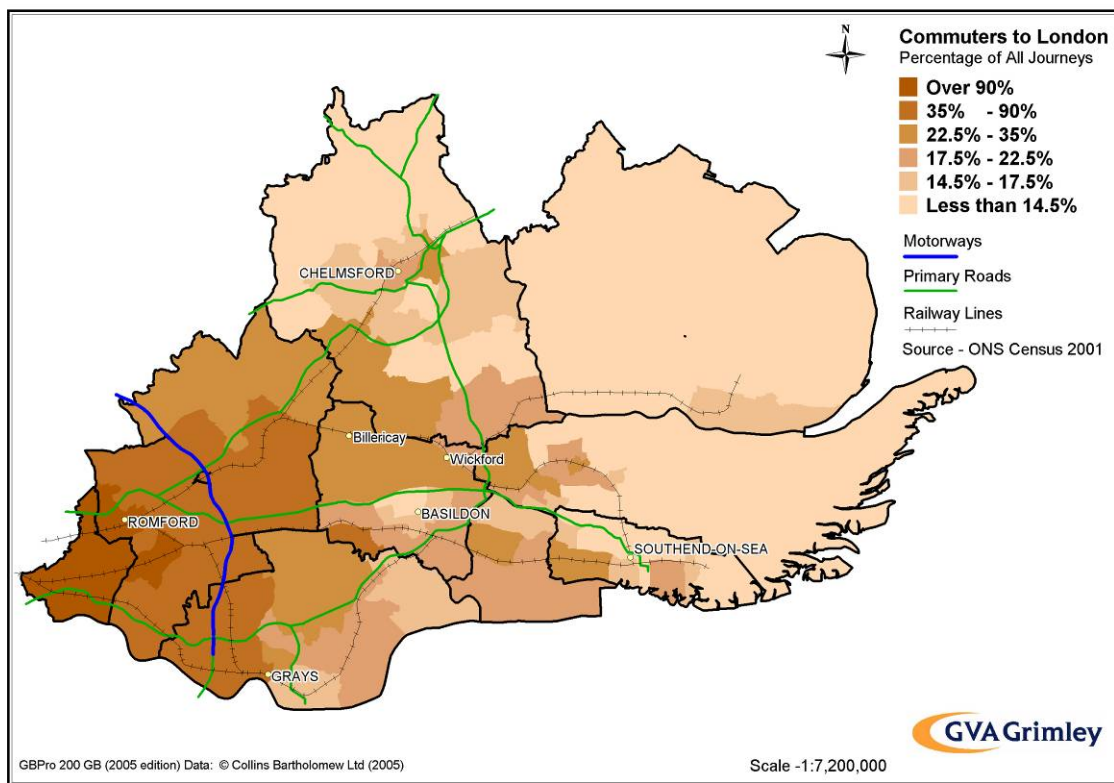 N
Commuters to London
Percentage of All Journeys
Over 90%
35% - 90%
22.5% - 35%
17.5% - 22.5%
14.5% - 17.5%
Less than 14.5%
Motorways
Primary Roads
Railway Lines
Source - ONS Census 2001
CHELMSFORD
Billericay
Wickford
ROMFORD
BASILDON
SOUTHEND-ON-SEA
GRAYS
GVA Grimley
GBPro 200 GB (2005 edition) Data: © Collins Bartholomew Ltd (2005)
Scale -1:7,200,000